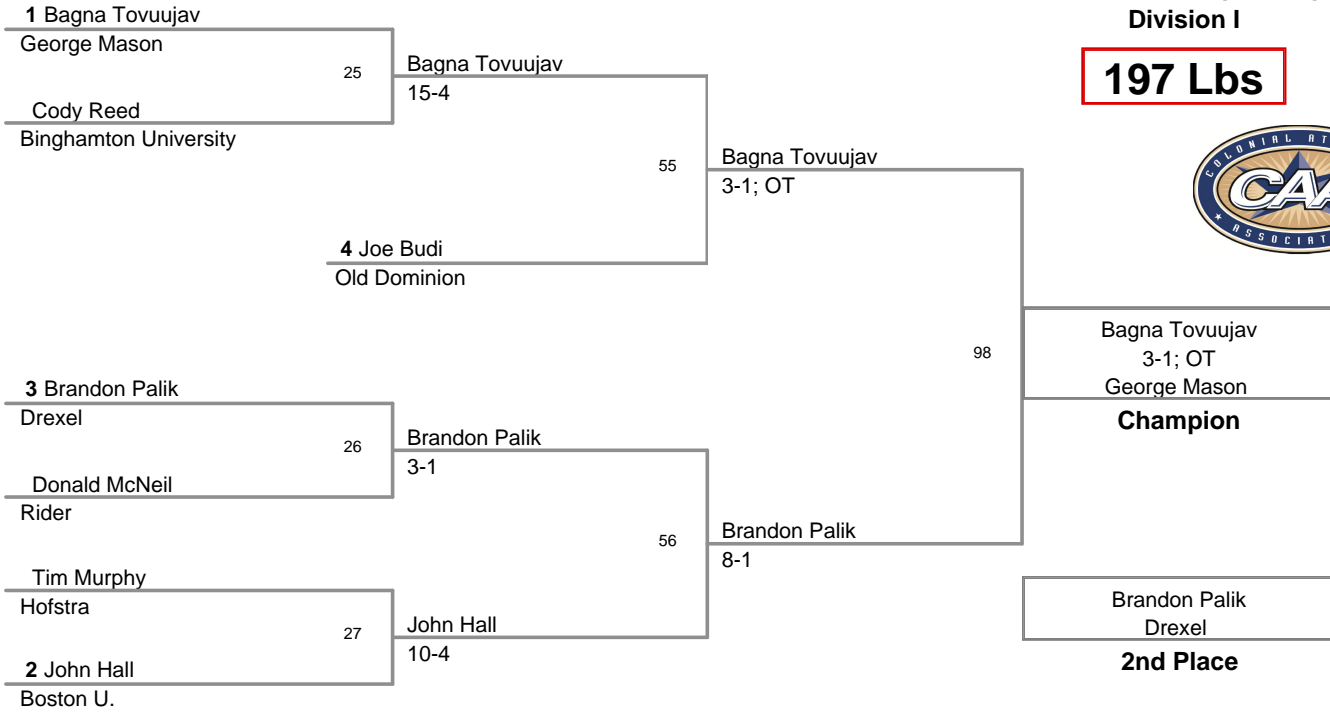 Division I
197 Lbs
COLONIAL
CAA
1 Bagna Tovuujav
George Mason
25
Cody Reed
Binghamton University
Bagna Tovuujav
15-4
55
4 Joe Budi
Old Dominion
Bagna Tovuujav
3-1; OT
98
3 Brandon Palik
Drexel
26
Donald McNeil
Rider
Brandon Palik
3-1
56
Tim Murphy
Hofstra
27
2 John Hall
Boston U.
John Hall
10-4
Brandon Palik
8-1
Bagna Tovuujav
3-1; OT
George Mason
Champion
Brandon Palik
Drexel
2nd Place